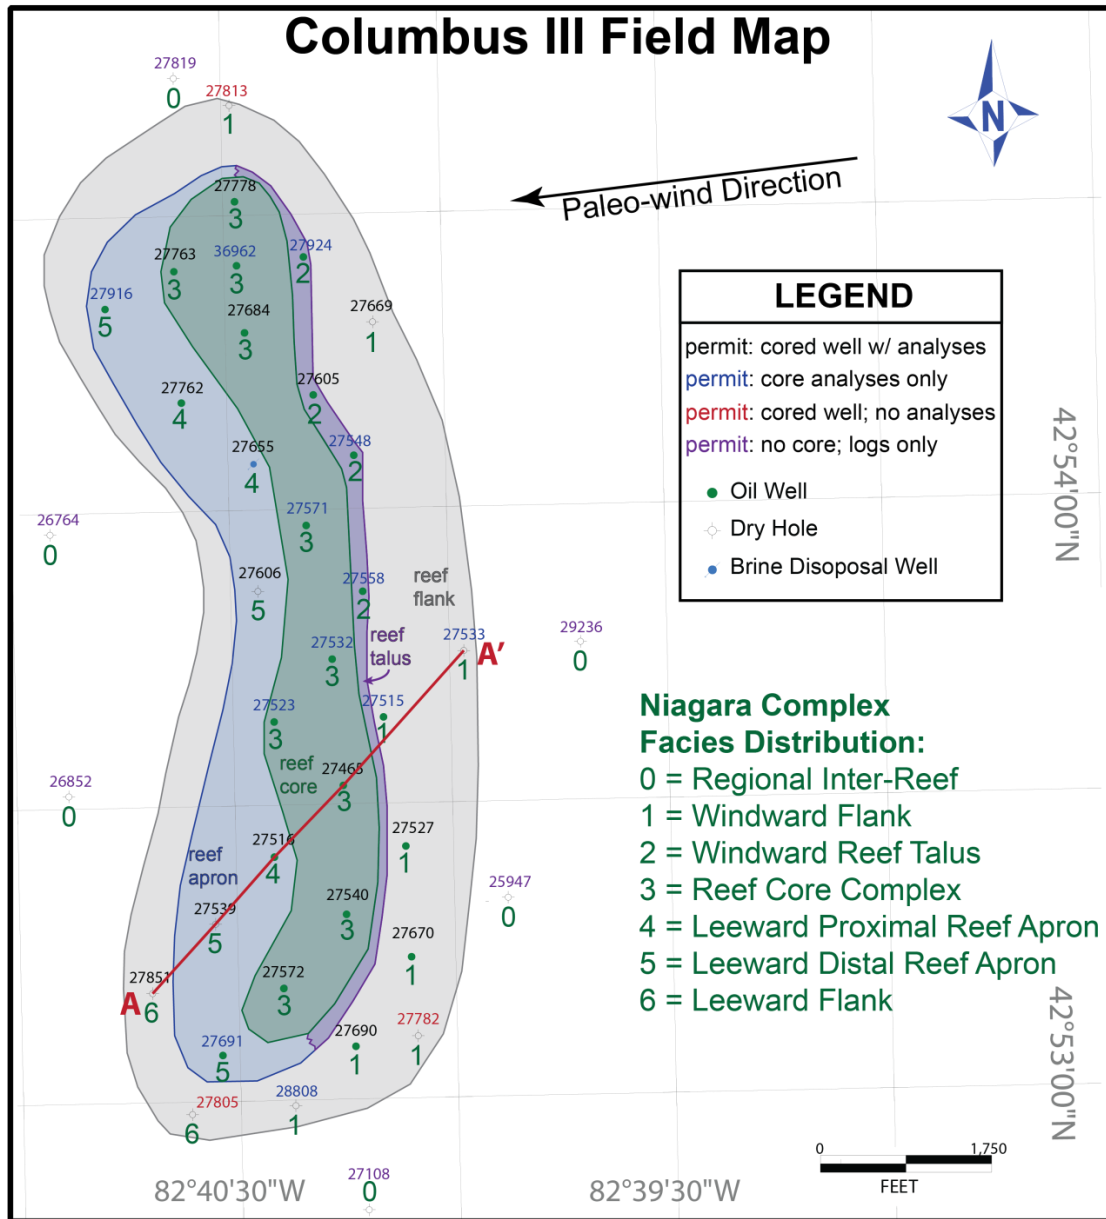 Columbus III Field Map
27819
0
27813
1
N
Paleo-wind Direction
27778
3
27763
3
36962
3
27924
2
27916
5
27684
3
27669
1
LEGEND
permit: cored well w/ analyses
permit: core analyses only
permit: cored well; no analyses
permit: no core; logs only
Oil Well
Dry Hole
Brine Disoposal Well
27762
4
27605
2
27655
4
27548
2
42°54'00"N
26764
0
27571
3
27606
5
27558
2
reef
flank
27533
1
A'
29236
0
27532
3
reef
talus
27523
3
27515
1
reef
core
27465
3
26852
0
Niagara Complex
Facies Distribution:
0 = Regional Inter-Reef
1 = Windward Flank
2 = Windward Reef Talus
3 = Reef Core Complex
4 = Leeward Proximal Reef Apron
5 = Leeward Distal Reef Apron
6 = Leeward Flank
27516
4
27527
1
reef
apron
27539
5
27540
3
25947
0
27670
1
27851
A
6
27572
3
27691
5
27690
1
27782
1
42°53'00"N
27805
6
28808
1
27108
0
82°40'30"W
82°39'30"W
0 1,750
FEET